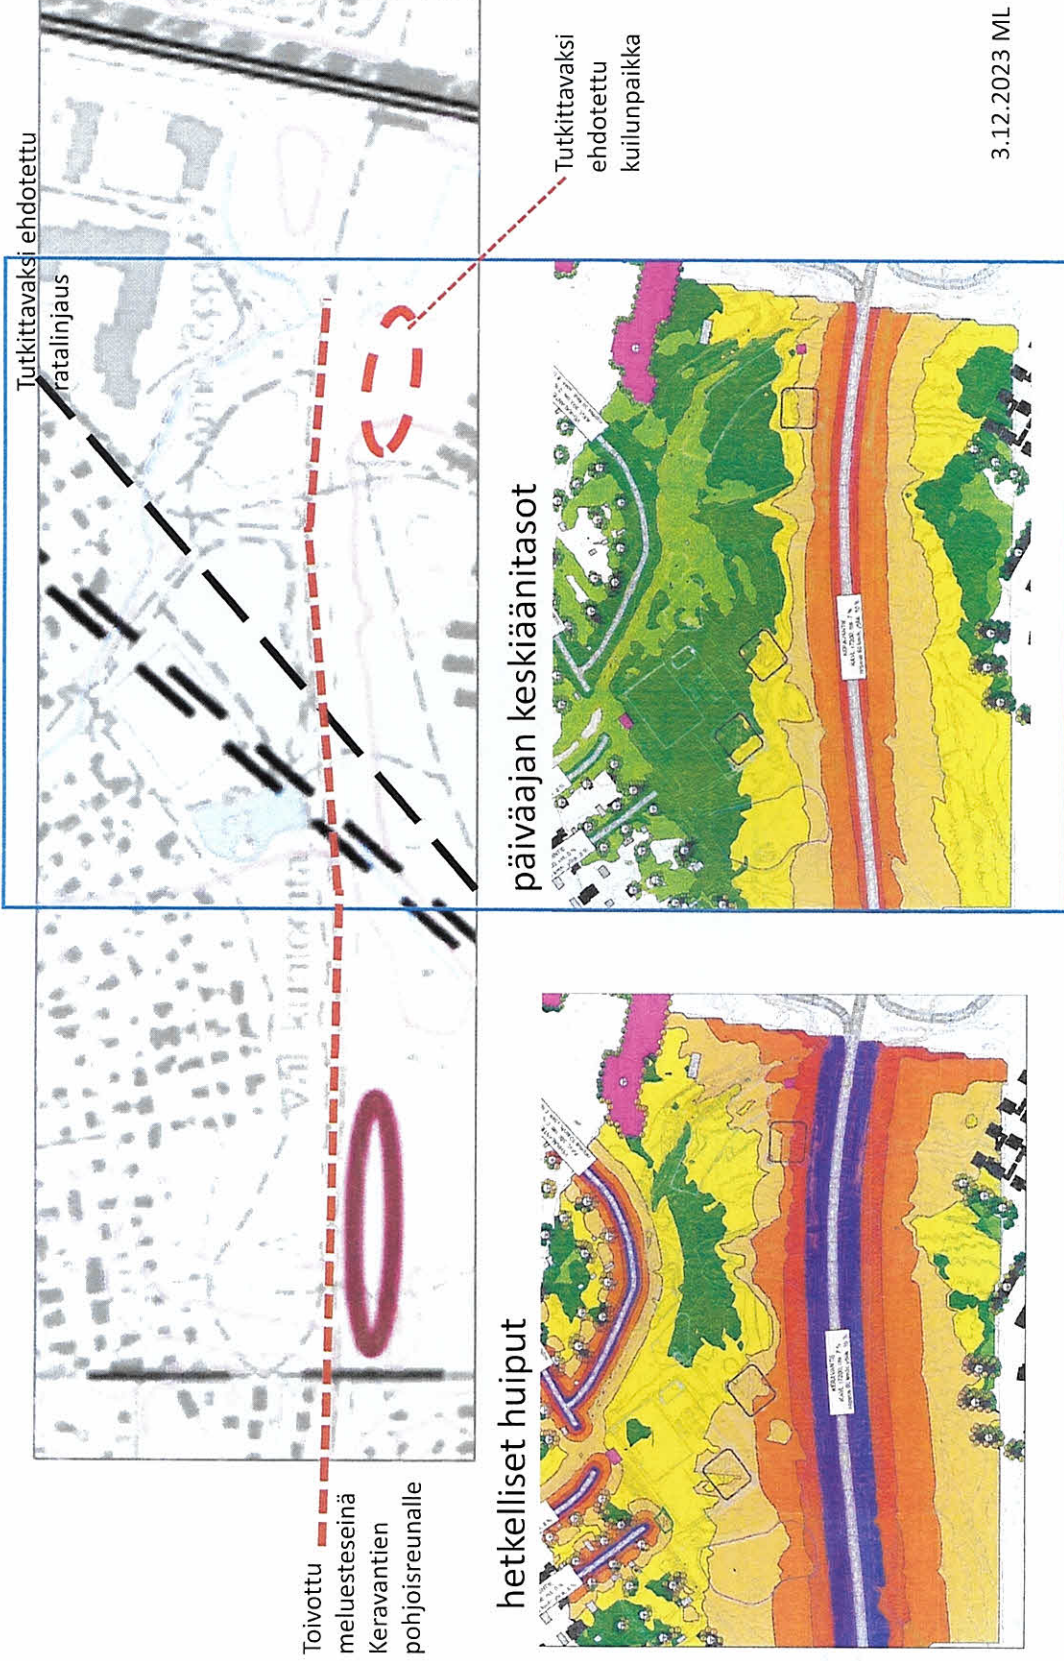 Tutkittavaksi ehdotettu
ratalinjaus
Toivottu
meluesteseinä
Keravantien
pohjoisreunalle
Tutkittavaksi
ehdotettu
kuilunpaikka
hetkelliset huiput
päiväajan keskiäänitasot
3.12.2023 ML